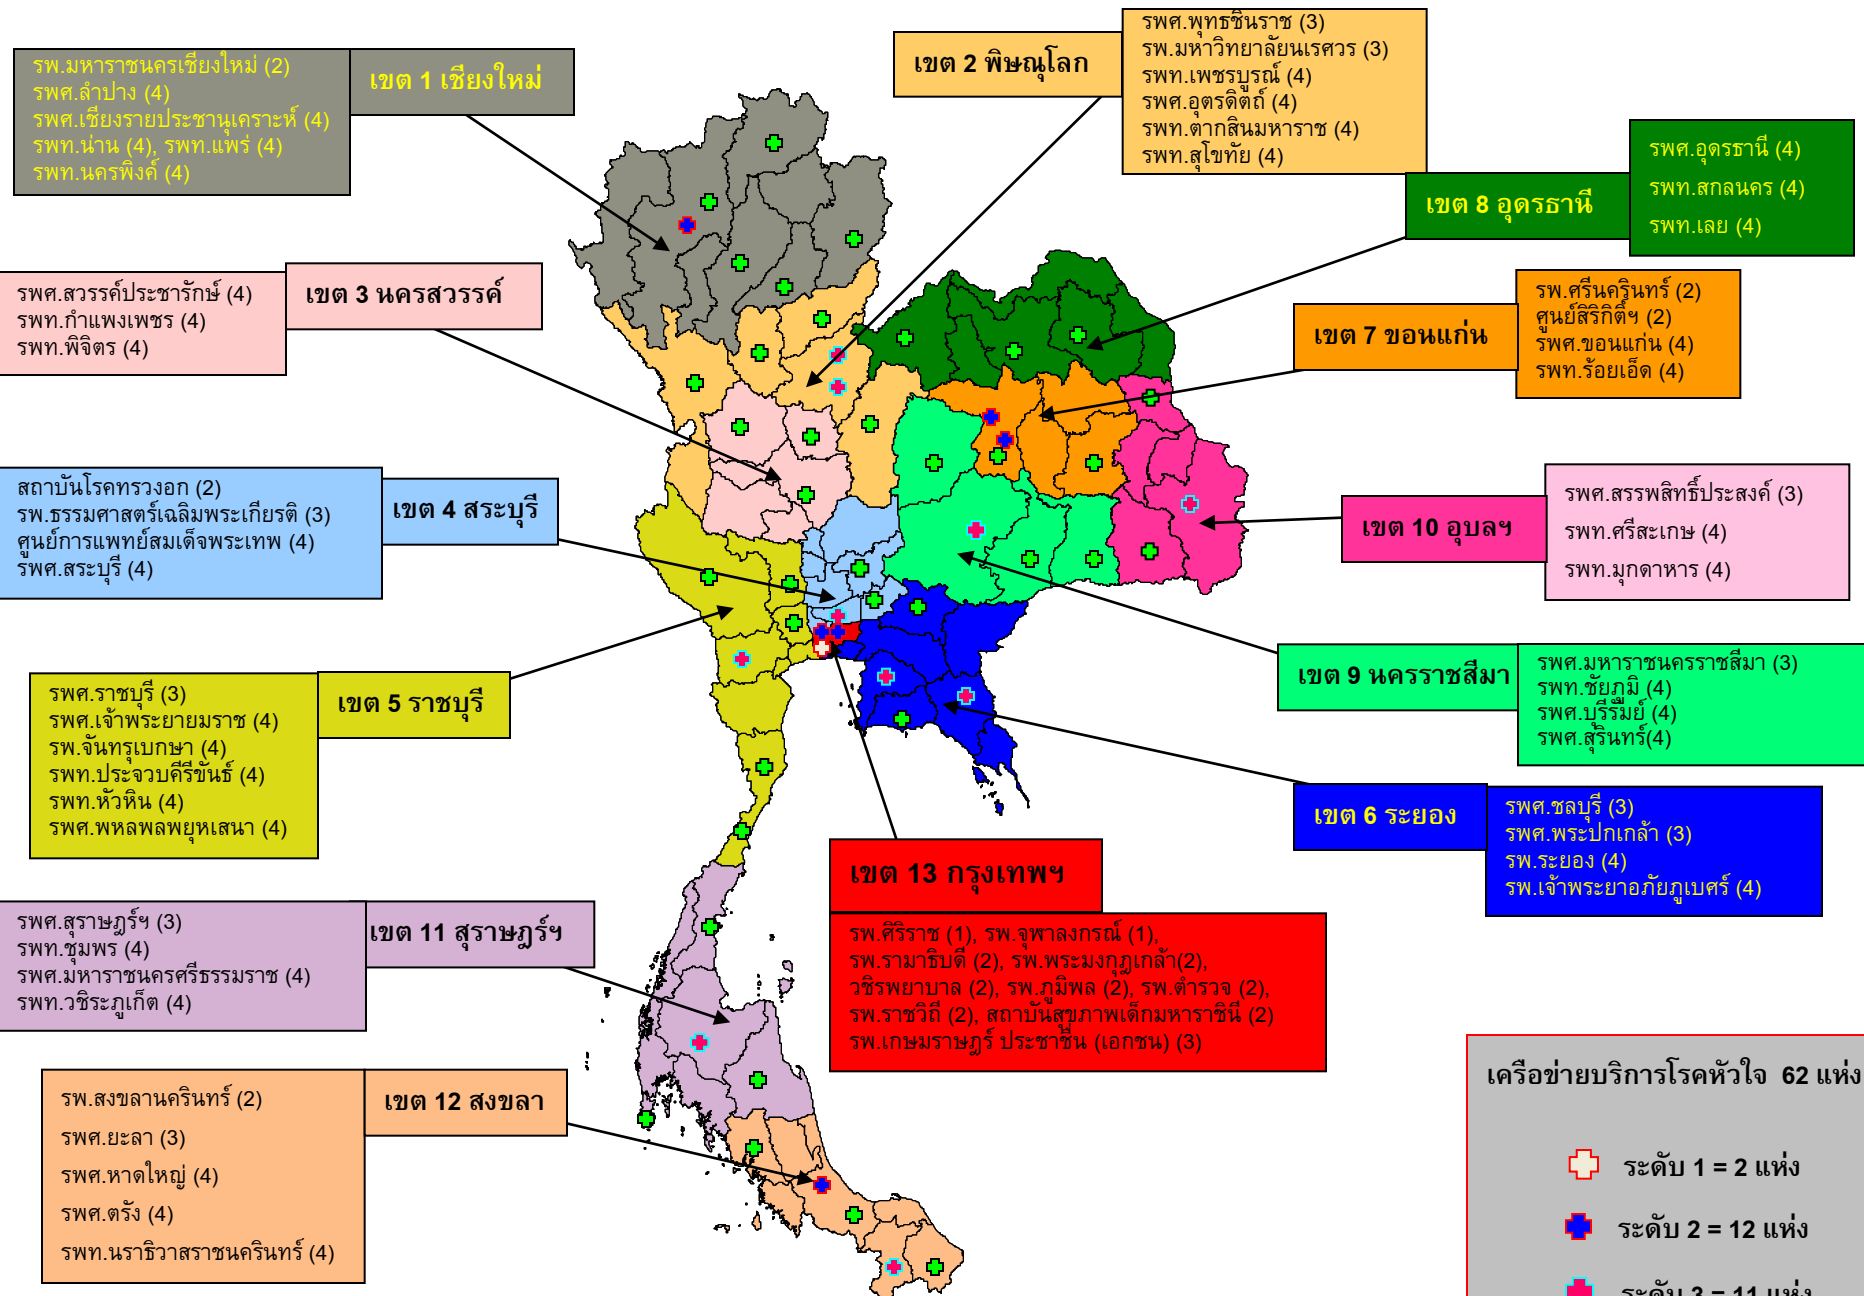 รพ.มหาราชนครเชียงใหม่ (2)
รพศ.ลำปาง (4)
รพศ.เชียงรายประชานุเคราะห์ (4)
รพท.น่าน (4), รพท.แพร่ (4)
รพท.นครพิงค์ (4)
เขต 1 เชียงใหม่
เขต 2 พิษณุโลก
รพศ.พุทธชินราช (3)
รพ.มหาวิทยาลัยนเรศวร (3)
รพท.เพชรบูรณ์ (4)
รพศ.อุตรดิตถ์ (4)
รพท.ตากสินมหาราช (4)
รพท.สุโขทัย (4)
เขต 8 อุดรธานี
รพศ.อุดรธานี (4)
รพท.สกลนคร (4)
รพท.เลย (4)
รพศ.สวรรค์ประชารักษ์ (4)
รพท.กำแพงเพชร (4)
รพท.พิจิตร (4)
เขต 3 นครสวรรค์
เขต 7 ขอนแก่น
รพ.ศรีนครินทร์ (2)
ศูนย์สิริกิติ์ฯ (2)
รพศ.ขอนแก่น (4)
รพท.ร้อยเอ็ด (4)
สถาบันโรคทรวงอก (2)
รพ.ธรรมศาสตร์เฉลิมพระเกียรติ (3)
ศูนย์การแพทย์สมเด็จพระเทพ (4)
รพศ.สระบุรี (4)
เขต 4 สระบุรี
เขต 10 อุบลฯ
รพศ.สรรพสิทธิ์ประสงค์ (3)
รพท.ศรีสะเกษ (4)
รพท.มุกดาหาร (4)
รพศ.ราชบุรี (3)
รพศ.เจ้าพระยายมราช (4)
รพ.จันทรุเบกษา (4)
รพท.ประจวบคีรีขันธ์ (4)
รพท.หัวหิน (4)
รพศ.พหลพลพยุหเสนา (4)
เขต 5 ราชบุรี
เขต 9 นครราชสีมา
รพศ.มหาราชนครราชสีมา (3)
รพท.ชัยภูมิ (4)
รพศ.บุรีรัมย์ (4)
รพศ.สุรินทร์(4)
เขต 6 ระยอง
รพศ.ชลบุรี (3)
รพศ.พระปกเกล้า (3)
รพ.ระยอง (4)
รพ.เจ้าพระยาอภัยภูเบศร์ (4)
เขต 13 กรุงเทพฯ
รพ.ศิริราช (1), รพ.จุฬาลงกรณ์ (1),
รพ.รามาธิบดี (2), รพ.พระมงกุฎเกล้า(2),
วชิรพยาบาล (2), รพ.ภูมิพล (2), รพ.ตำรวจ (2),
รพ.ราชวิถี (2), สถาบันสุขภาพเด็กมหาราชินี (2)
รพ.เกษมราษฎร์ ประชาชื่น (เอกชน) (3)
รพศ.สุราษฎร์ฯ (3)
รพท.ชุมพร (4)
รพศ.มหาราชนครศรีธรรมราช (4)
รพท.วชิระภูเก็ต (4)
เขต 11 สุราษฎร์ฯ
รพ.สงขลานครินทร์ (2)
รพศ.ยะลา (3)
รพศ.หาดใหญ่ (4)
รพศ.ตรัง (4)
รพท.นราธิวาสราชนครินทร์ (4)
เขต 12 สงขลา
เครือข่ายบริการโรคหัวใจ 62 แห่ง
ระดับ 1 = 2 แห่ง
ระดับ 2 = 12 แห่ง
ระดับ 3 = 11 แห่ง